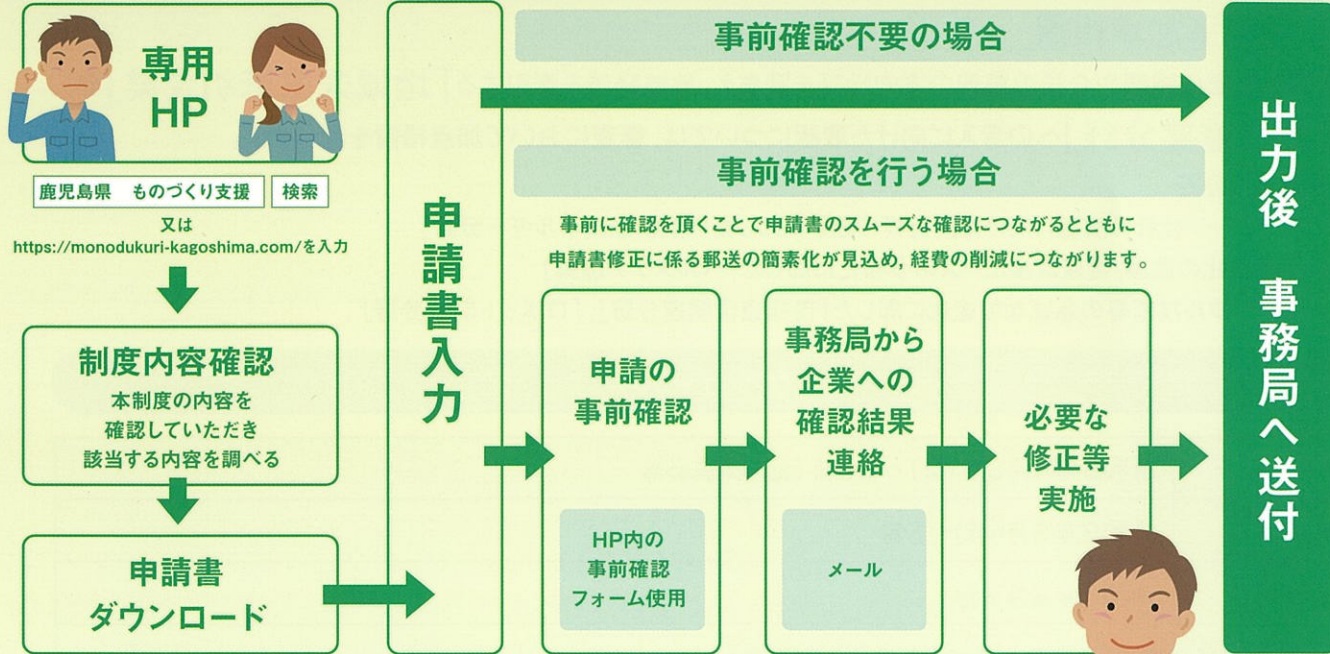 専用
HP
鹿児島県　ものづくり支援
検索
又は
https://monodukuri-kagoshima.com/を入力
制度内容確認
本制度の内容を
確認していただき
該当する内容を調べる
申請書
ダウンロード
申請書入力
事前確認不要の場合
事前確認を行う場合
事前に確認を頂くことで申請書のスムーズな確認につながるとともに
申請書修正に係る郵送の簡素化が見込め，経費の削減につながります。
申請の
事前確認
HP内の
事前確認
フォーム使用
事務局から
企業への
確認結果
連絡
メール
必要な
修正等
実施
出力後　事務局へ送付